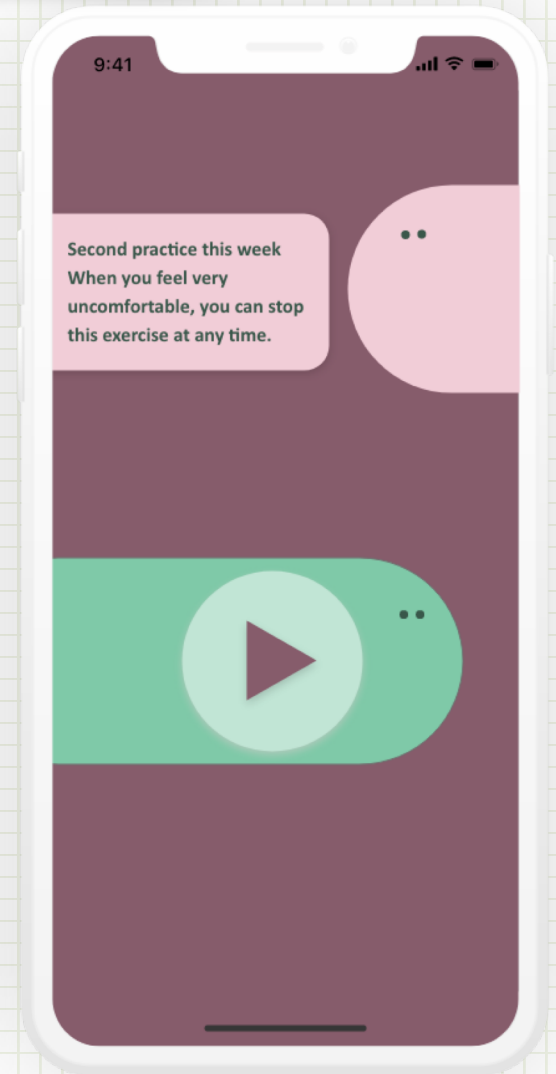 9:41
Second practice this week
When you feel very
uncomfortable, you can stop
this exercise at any time.